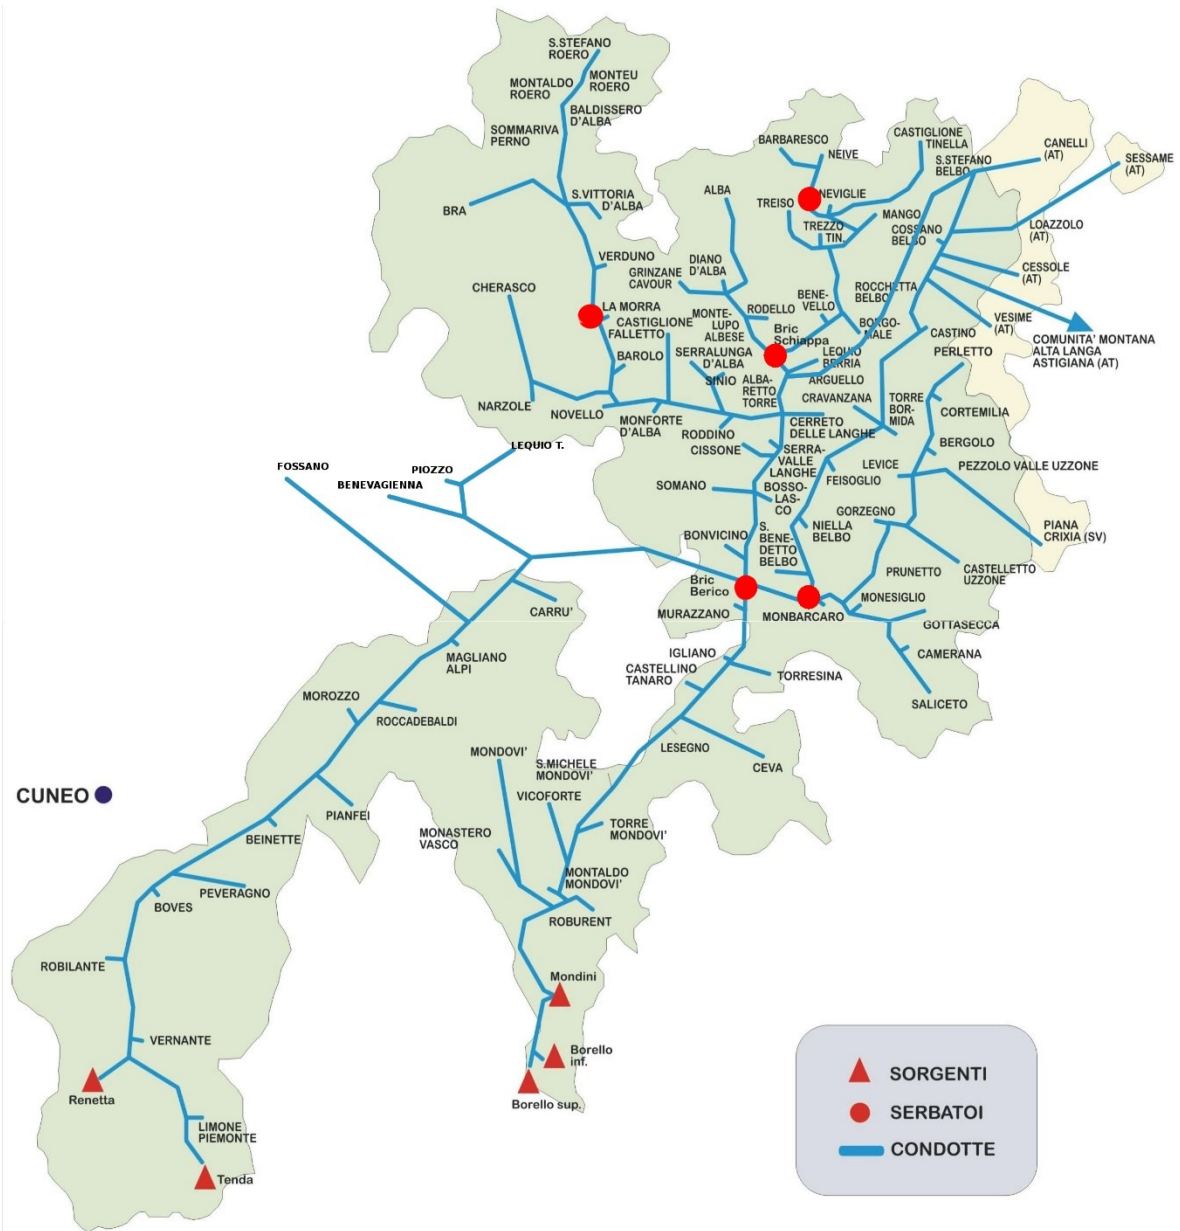 S.STEFANO
ROERO
MONTEU
ROERO
MONTALDO
ROERO
BALDISSERO
D'ALBA
SOMMARIVA
PERNO
BRA
S.VITTORIA
D'ALBA
VERDUNO
CHERASCO
LA MORRA
CASTIGLIONE
FALLETTO
BAROLO
NARZOLE
NOVELLO
MONFORTE
D'ALBA
SERRALUNGA
D'ALBA
SINIO
RODDINO
CISSONE
SOMANO
BONVICINO
BARBARESCO
NEIVE
CASTIGLIONE
TINELLA
S.STEFANO
BELBO
CANELLI
(AT)
SESSAME
(AT)
ALBA
TREISO
NEVIGLIE
MANGO
TREZZO
TIN.
COSSANO
BELBO
LOAZZOLO
(AT)
DIANO
D'ALBA
GRINZANE
CAVOUR
CESSOLE
(AT)
ROCCHETTA
BELBO
BENE-
VELLO
RODELLO
MONTE-
LUPO
ALBESE
Bric
Schiappa
BORGO-
MALE
VESIME
(AT)
COMUNITA' MONTANA
ALTA LANGA
ASTIGIANA (AT)
CASTINO
PERLETTO
LEQUIO
BERRIA
ARGUELLO
ALBA-
RETTO
TORRE
CRAVANZANA
TORRE
BOR-
MIDA
CORTEMILIA
CERRETO
DELLE LANGHE
BERGOLO
SERRA-
VALLE
LANGHE
LEVICE
PEZZOLO VALLE UZZONE
FEISOGLIO
BOSSO-
LAS-
CO
GORZEGNO
S.
BENE-
DETTO
BELBO
NIELLA
BELBO
PIANA
CRIXIA (SV)
CASTELLETTO
UZZONE
PRUNETTO
LEQUIO T.
FOSSANO
PIOZZO
BENEVAGIENNA
Bric
Berico
MONESIGLIO
MURAZZANO
MONBARCARO
GOTTASECCA
CAMERANA
SALICETO
CARRU'
MAGLIANO
ALPI
IGLIANO
CASTELLINO
TANARO
TORRESINA
MOROZZO
ROCCADEBALDI
LESEGNO
CEVA
MONDOVI'
S.MICHELE
MONDOVI'
VICOFORTE
CUNEO
PIANFEI
BEINETTE
MONASTERO
VASCO
TORRE
MONDOVI'
MONTALDO
MONDOVI'
PEVERAGNO
BOVES
ROBURENT
ROBILANTE
Mondini
VERNANTE
Borello
inf.
Renetta
Borello sup.
LIMONE
PIEMONTE
Tenda
SORGENTI
SERBATOI
CONDOTTE